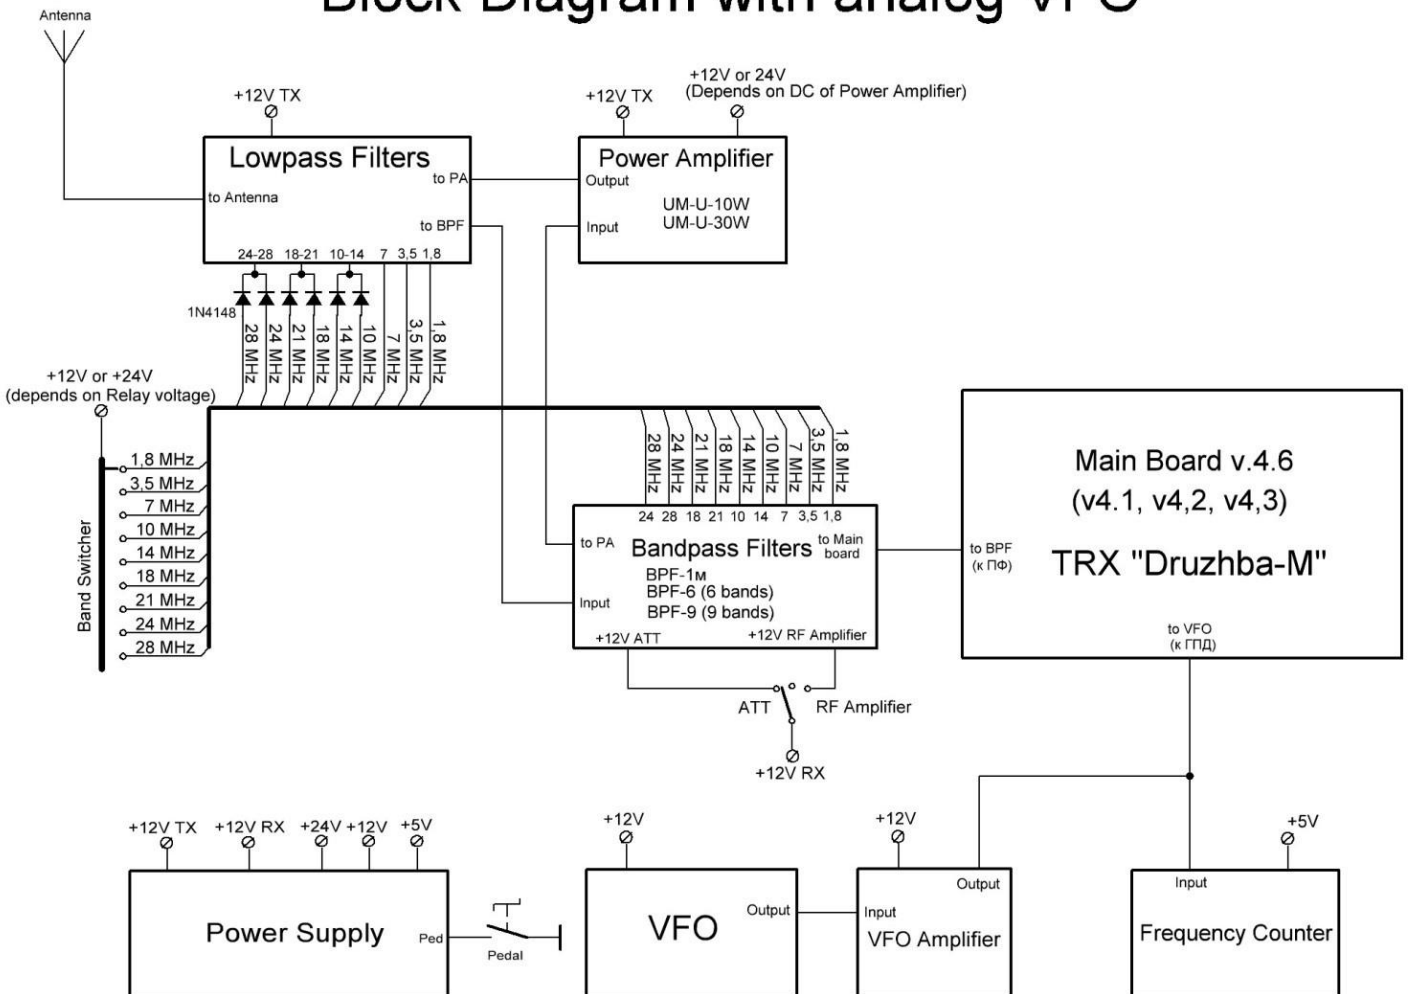 Block Diagram with analog VFO
Antenna
+12V TX
+12V TX
+12V or 24V
(Depends on DC of Power Amplifier)
Lowpass Filters
to PA
to Antenna
to BPF
24-28 18-21 10-14 7 3,5 1,8
Power Amplifier
Output
UM-U-10W
UM-U-30W
Input
1N4148
28 MHz
24 MHz
21 MHz
18 MHz
14 MHz
10 MHz
7 MHz
3,5 MHz
1,8 MHz
+12V or +24V
(depends on Relay voltage)
Band Switcher
1,8 MHz
3,5 MHz
7 MHz
10 MHz
14 MHz
18 MHz
21 MHz
24 MHz
28 MHz
28 MHz
24 MHz
21 MHz
18 MHz
14 MHz
10 MHz
7 MHz
3,5 MHz
1,8 MHz
24 28 18 21 10 14 7 3,5 1,8
to PA
Bandpass Filters
to Main
board
BPF-1м
BPF-6 (6 bands)
BPF-9 (9 bands)
Input
+12V ATT
+12V RF Amplifier
ATT
RF Amplifier
+12V RX
Main Board v.4.6
(v4.1, v4,2, v4,3)
to BPF
(к ПФ)
TRX "Druzhba-M"
to VFO
(к ГПД)
+12V TX +12V RX +24V +12V +5V
Power Supply
Ped
Pedal
+12V
VFO
Output
+12V
Output
Input
VFO Amplifier
+5V
Input
Frequency Counter